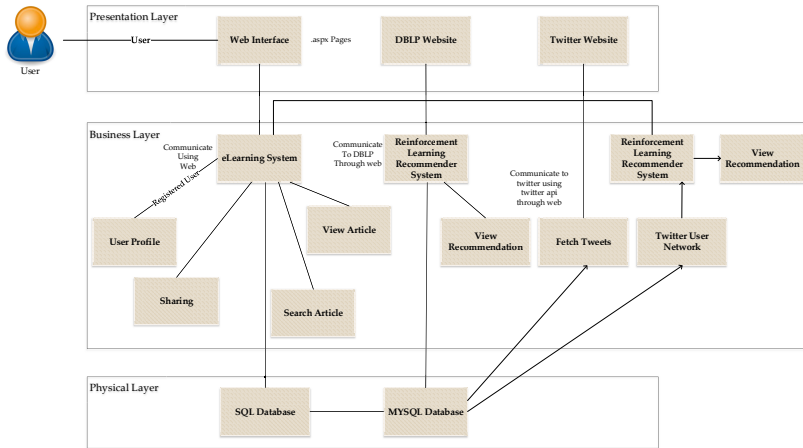 Presentation Layer
User
User
Web Interface
.aspx Pages
DBLP Website
Twitter Website
Business Layer
Communicate
Using
Web
eLearning System
Communicate
To DBLP
Through web
Reinforcement
Learning
Recommender
System
Communicate to
twitter using
twitter api
through web
Reinforcement
Learning
Recommender
System
View
Recommendation
Registered User
User Profile
Sharing
Search Article
View Article
View
Recommendation
Fetch Tweets
Twitter User
Network
Physical Layer
SQL Database
MYSQL Database